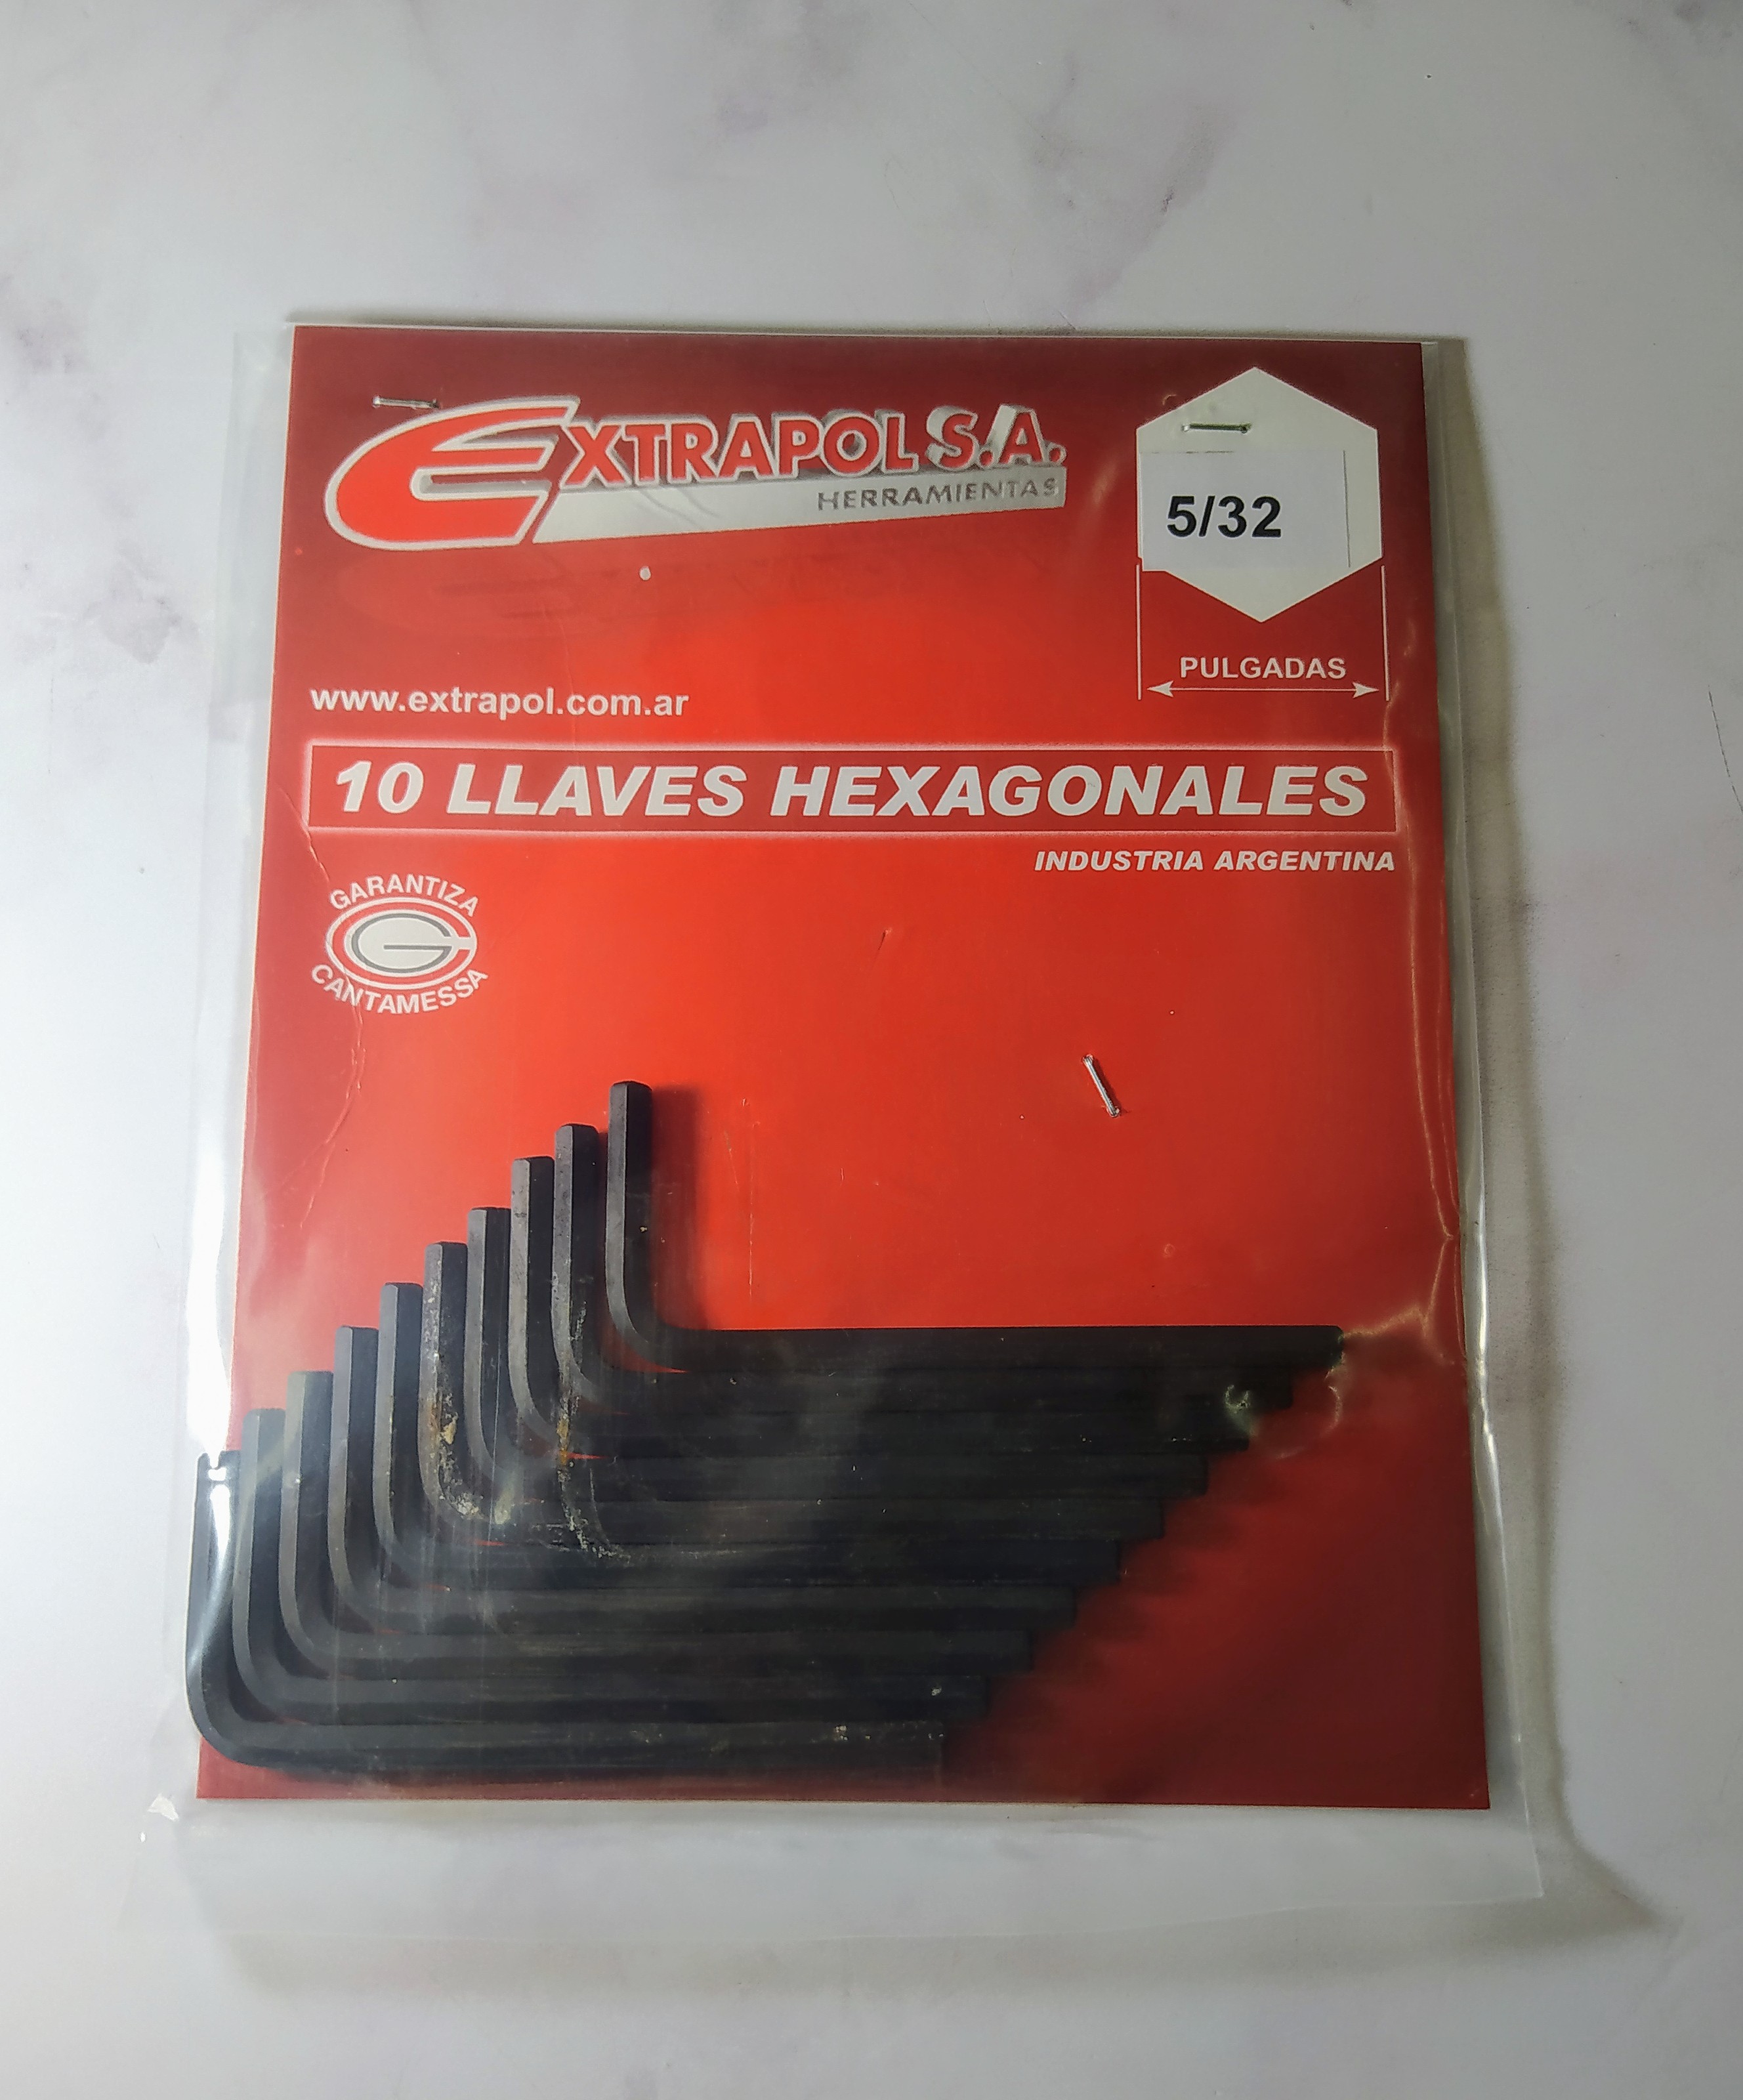 EXTRAPOL S.A.
HERRAMIENTAS
5/32
PULGADAS
www.extrapol.com.ar
10 LLAVES HEXAGONALES
INDUSTRIA ARGENTINA
GARANTIZA
CANTAMESSA